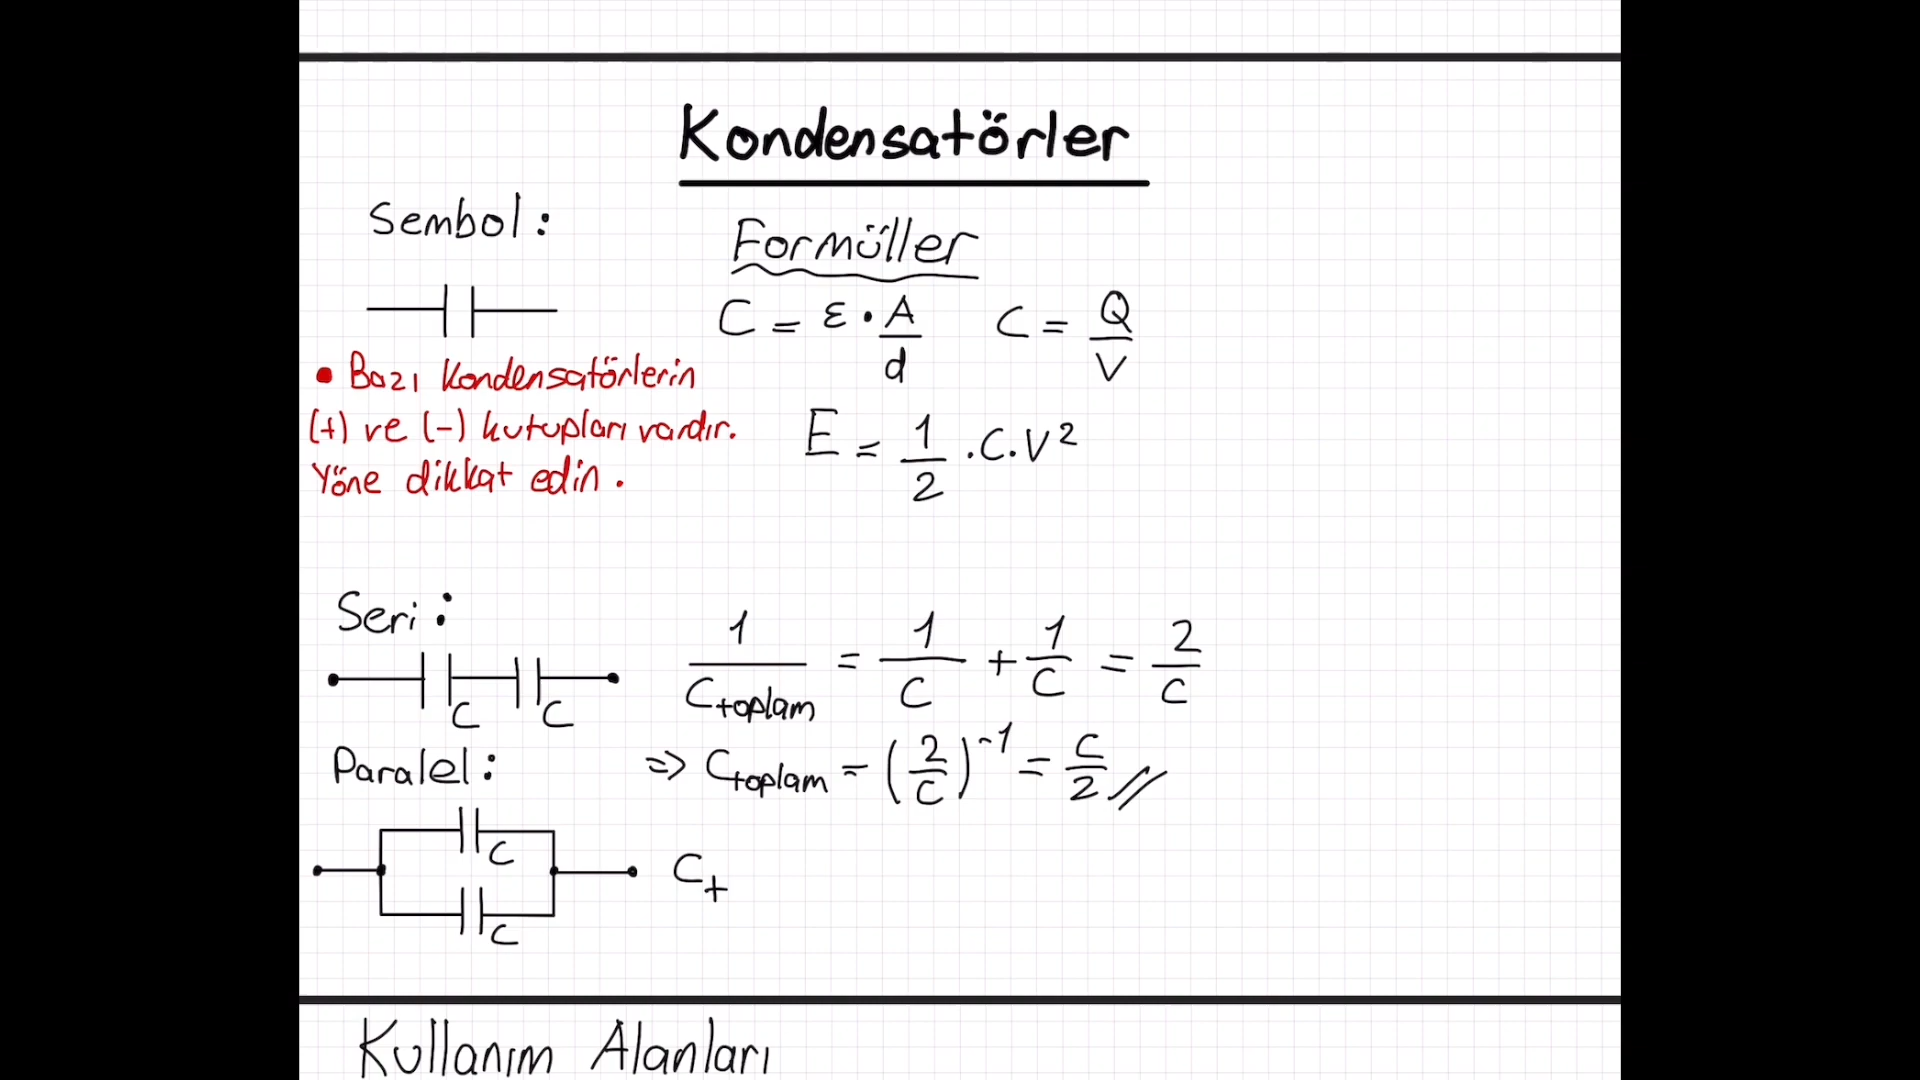 Kondensatörler
Sembol:
• Bazı kondensatörlerin
(+) ve (-) kutupları vardır.
Yöne dikkat edin.
Formüller
C = ε · A/d   C = Q/V
E = 1/2 .C.V²
Seri:
C C
1/Ctoplam = 1/C + 1/C = 2/C
=> Ctoplam = (2/C)⁻¹ = C/2 //
Paralel:
C
C
Ct
Kullanım Alanları